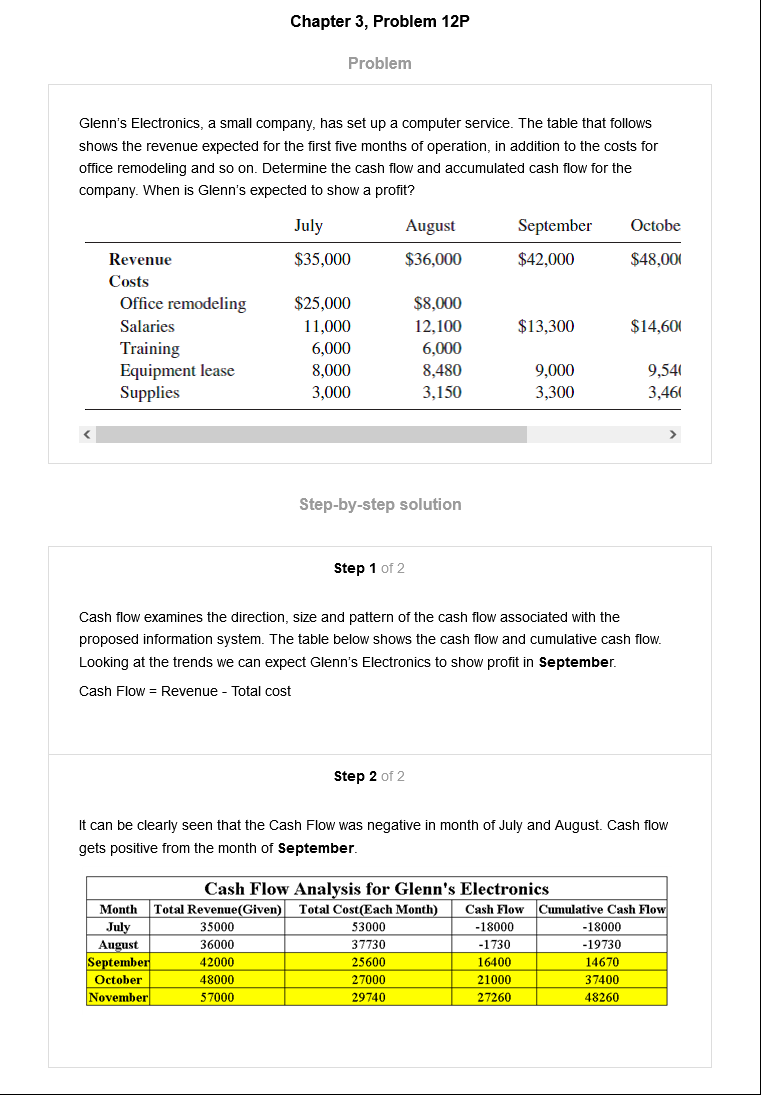 Chapter 3, Problem 12P
Problem
Glenn's Electronics, a small company, has set up a computer service. The table that follows
shows the revenue expected for the first five months of operation, in addition to the costs for
office remodeling and so on. Determine the cash flow and accumulated cash flow for the
company. When is Glenn's expected to show a profit?
July August September Octobe
Revenue $35,000 $36,000 $42,000 $48,00
Costs
Office remodeling $25,000 $8,000
Salaries 11,000 12,100 $13,300 $14,60
Training 6,000 6,000
Equipment lease 8,000 8,480 9,000 9,54
Supplies 3,000 3,150 3,300 3,46
Step-by-step solution
Step 1 of 2
Cash flow examines the direction, size and pattern of the cash flow associated with the
proposed information system. The table below shows the cash flow and cumulative cash flow.
Looking at the trends we can expect Glenn's Electronics to show profit in September.
Cash Flow = Revenue - Total cost
Step 2 of 2
It can be clearly seen that the Cash Flow was negative in month of July and August. Cash flow
gets positive from the month of September.
Cash Flow Analysis for Glenn's Electronics
Month Total Revenue(Given) Total Cost(Each Month) Cash Flow Cumulative Cash Flow
July 35000 53000 -18000 -18000
August 36000 37730 -1730 -19730
September 42000 25600 16400 14670
October 48000 27000 21000 37400
November 57000 29740 27260 48260